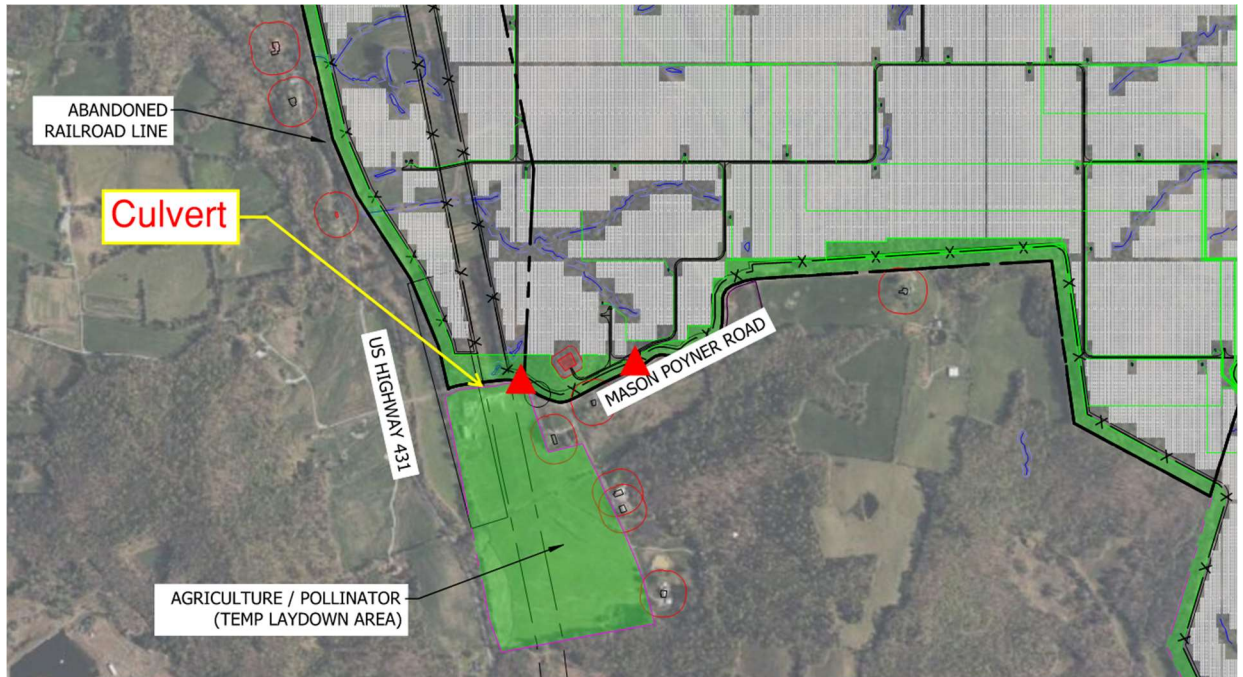 ABANDONED
RAILROAD LINE
Culvert
US HIGHWAY 431
MASON POYNER ROAD
AGRICULTURE / POLLINATOR
(TEMP LAYDOWN AREA)